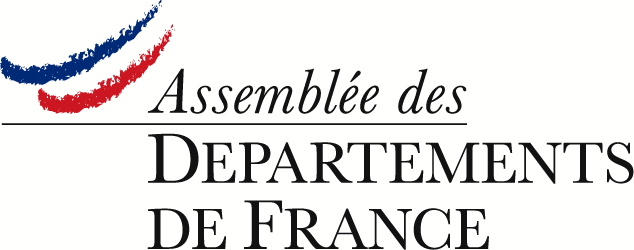 Assemblée des
DEPARTEMENTS
DE FRANCE